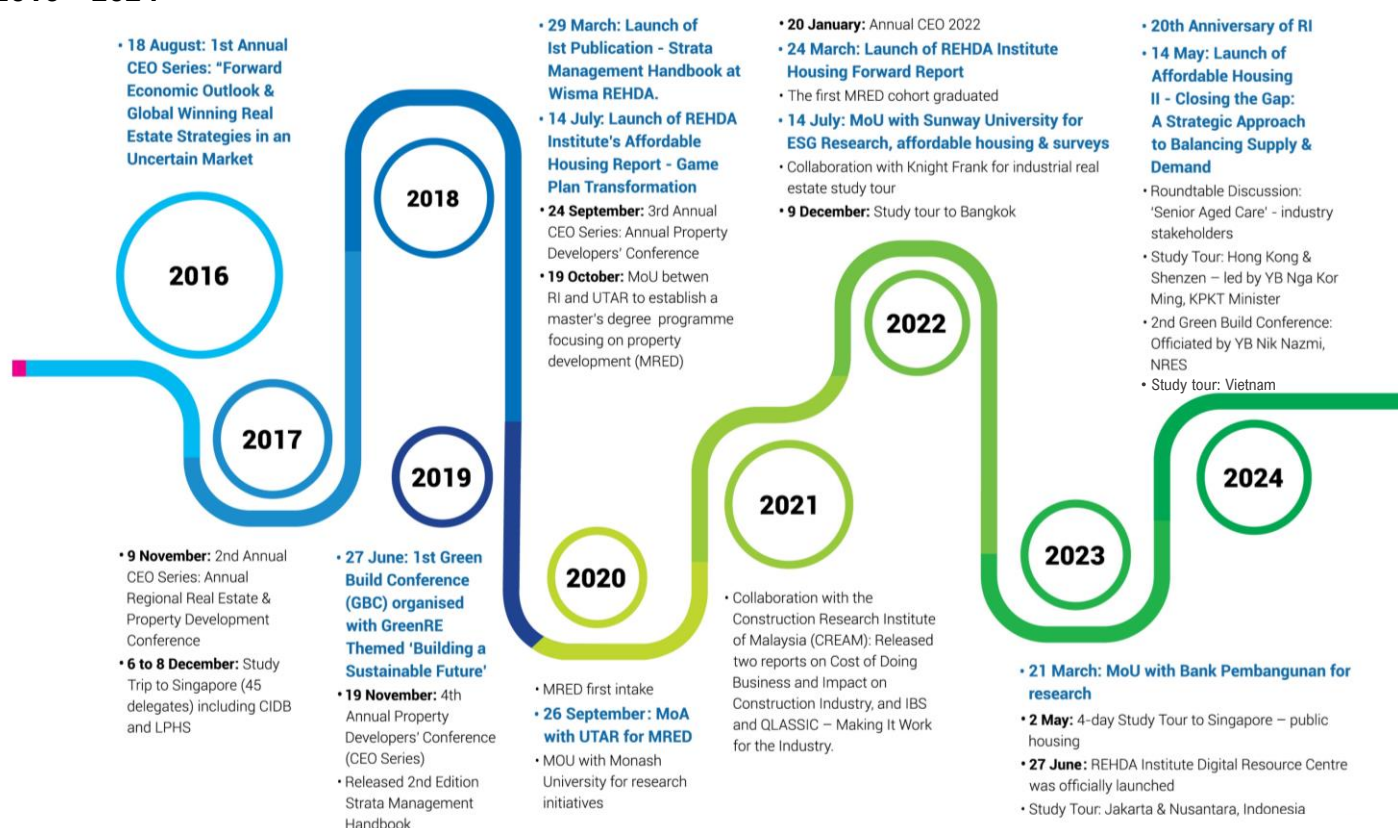 • 18 August: 1st Annual
CEO Series: "Forward
Economic Outlook &
Global Winning Real
Estate Strategies in an
Uncertain Market
2016
2017
• 9 November: 2nd Annual
CEO Series: Annual
Regional Real Estate &
Property Development
Conference
• 6 to 8 December: Study
Trip to Singapore (45
delegates) including CIDB
and LPHS
2018
• 29 March: Launch of
Ist Publication - Strata
Management Handbook at
Wisma REHDA.
• 14 July: Launch of REHDA
Institute's Affordable
Housing Report - Game
Plan Transformation
• 24 September: 3rd Annual
CEO Series: Annual Property
Developers' Conference
• 19 October: MoU betwen
RI and UTAR to establish a
master's degree programme
focusing on property
development (MRED)
2019
• 27 June: 1st Green
Build Conference
(GBC) organised
with GreenRE
Themed 'Building a
Sustainable Future'
• 19 November: 4th
Annual Property
Developers' Conference
(CEO Series)
• Released 2nd Edition
Strata Management
Handbook
2020
• MRED first intake
• 26 September: MoA
with UTAR for MRED
• MOU with Monash
University for research
initiatives
2021
• Collaboration with the
Construction Research Institute
of Malaysia (CREAM): Released
two reports on Cost of Doing
Business and Impact on
Construction Industry, and IBS
and QLASSIC – Making It Work
for the Industry.
• 20 January: Annual CEO 2022
• 24 March: Launch of REHDA Institute
Housing Forward Report
• The first MRED cohort graduated
• 14 July: MoU with Sunway University for
ESG Research, affordable housing & surveys
• Collaboration with Knight Frank for industrial real
estate study tour
• 9 December: Study tour to Bangkok
2022
2023
• 21 March: MoU with Bank Pembangunan for
research
• 2 May: 4-day Study Tour to Singapore – public
housing
• 27 June: REHDA Institute Digital Resource Centre
was officially launched
• Study Tour: Jakarta & Nusantara, Indonesia
• 20th Anniversary of RI
• 14 May: Launch of
Affordable Housing
II - Closing the Gap:
A Strategic Approach
to Balancing Supply &
Demand
• Roundtable Discussion:
'Senior Aged Care' - industry
stakeholders
• Study Tour: Hong Kong &
Shenzen – led by YB Nga Kor
Ming, KPKT Minister
• 2nd Green Build Conference:
Officiated by YB Nik Nazmi,
NRES
• Study tour: Vietnam
2024